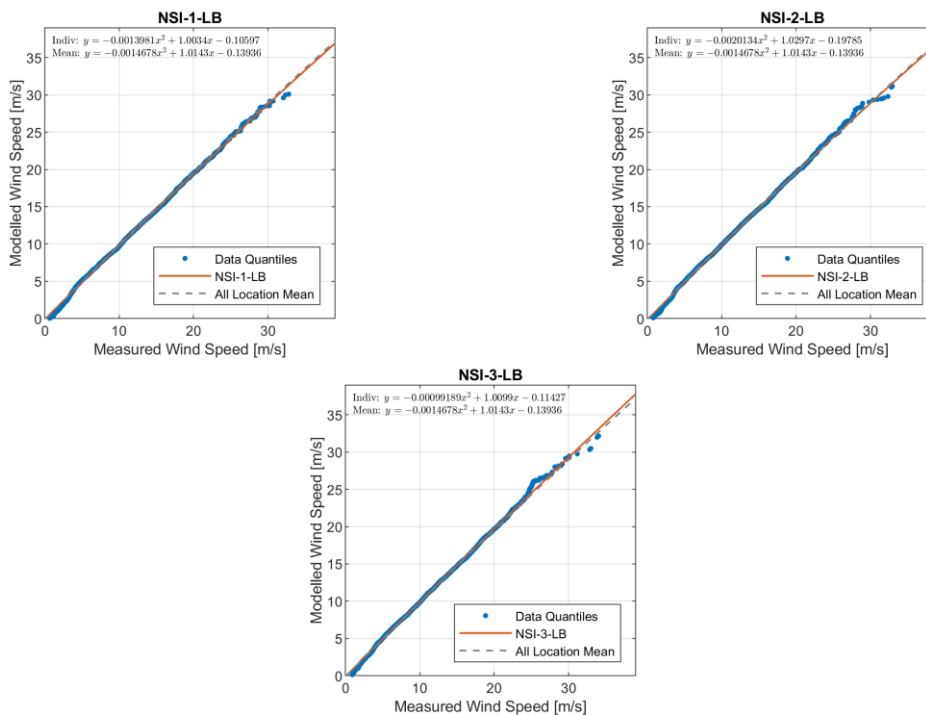 NSI-1-LB
Indiv: y = −0.0013981x² + 1.0034x − 0.10597
Mean: y = −0.0014678x² + 1.0143x − 0.13936
35
30
25
20
15
10
5
0
Modelled Wind Speed [m/s]
Data Quantiles
NSI-1-LB
All Location Mean
0 10 20 30
Measured Wind Speed [m/s]
NSI-2-LB
Indiv: y = −0.0020134x² + 1.0297x − 0.19785
Mean: y = −0.0014678x² + 1.0143x − 0.13936
35
30
25
20
15
10
5
0
Modelled Wind Speed [m/s]
Data Quantiles
NSI-2-LB
All Location Mean
0 10 20 30
Measured Wind Speed [m/s]
NSI-3-LB
Indiv: y = −0.00099189x² + 1.0099x − 0.11427
Mean: y = −0.0014678x² + 1.0143x − 0.13936
35
30
25
20
15
10
5
0
Modelled Wind Speed [m/s]
Data Quantiles
NSI-3-LB
All Location Mean
0 10 20 30
Measured Wind Speed [m/s]